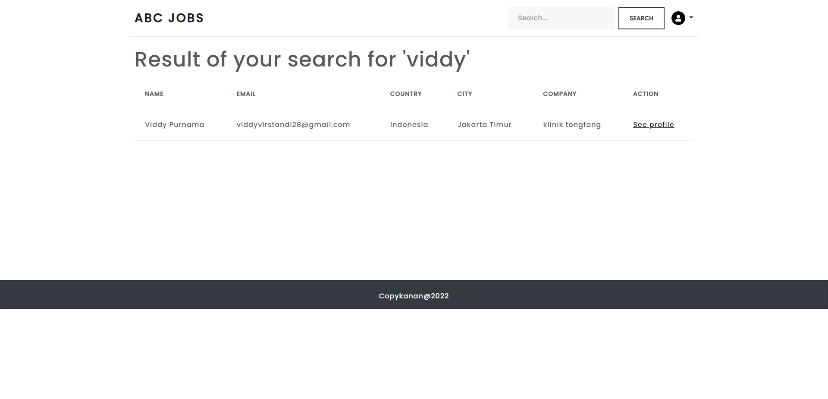 ABC JOBS Search... SEARCH
Result of your search for 'viddy'
NAME EMAIL COUNTRY CITY COMPANY ACTION
Viddy Purnama viddyvirstandi28@gmail.com Indonesia Jakarta Timur klinik tongfang See profile
Copykanan@2022